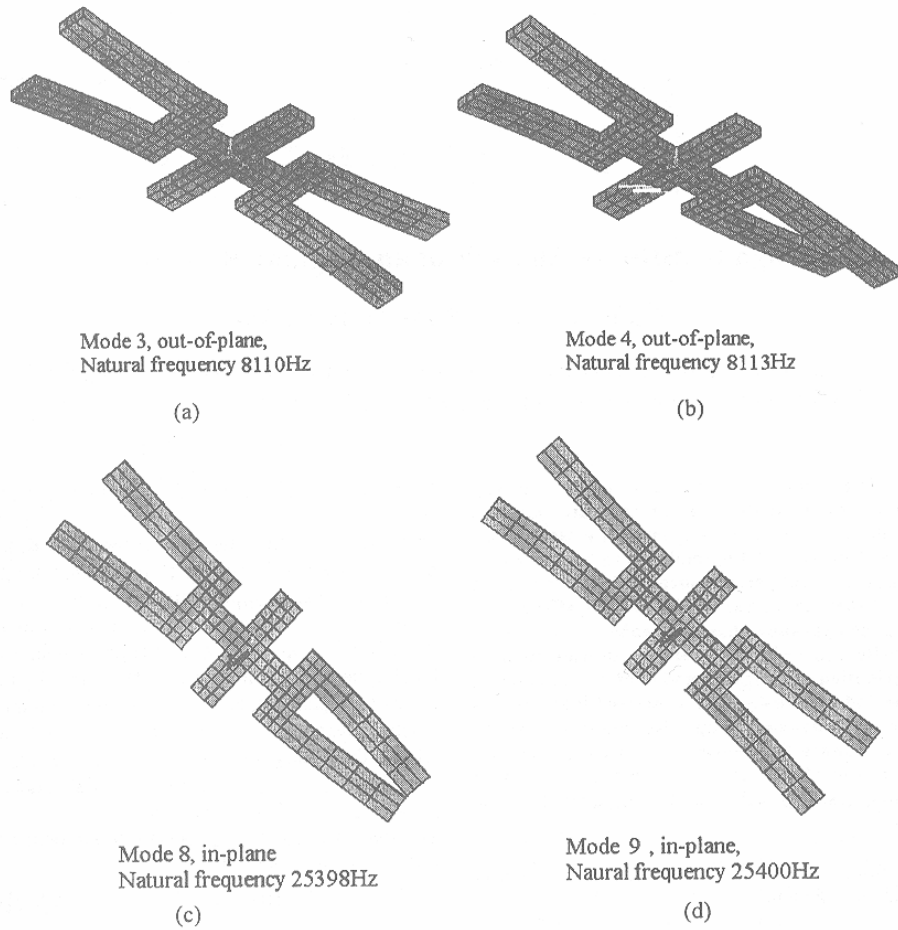 Mode 3, out-of-plane,
Natural frequency 8110Hz
(a)
Mode 4, out-of-plane,
Natural frequency 8113Hz
(b)
Mode 8, in-plane
Natural frequency 25398Hz
(c)
Mode 9 , in-plane,
Naural frequency 25400Hz
(d)